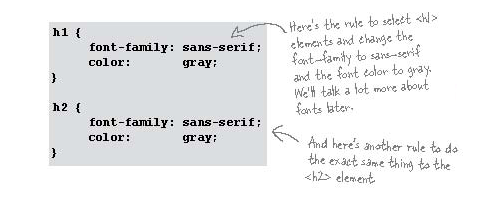 h1 {
font-family: sans-serif;
color: gray;
}
h2 {
font-family: sans-serif;
color: gray;
}
Here's the rule to select <h1>
elements and change the
font-family to sans-serif
and the font color to gray.
We'll talk a lot more about
fonts later.
And here's another rule to do
the exact same thing to the
<h2> element.